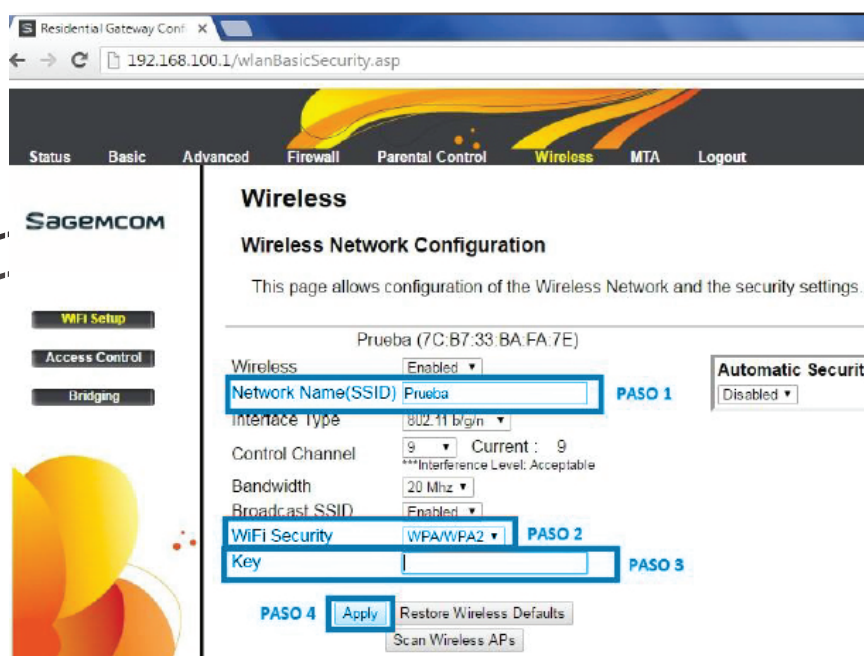 Residential Gateway Conf
192.168.100.1/wlanBasicSecurity.asp
Status Basic Advanced Firewall Parental Control Wireless MTA Logout
SAGEMCOM
WiFi Setup
Access Control
Bridging
Wireless
Wireless Network Configuration
This page allows configuration of the Wireless Network and the security settings.
Prueba (7C:B7:33:BA:FA:7E)
Wireless Enabled
Network Name(SSID) Prueba PASO 1
Interface Type 802.11 b/g/n
Control Channel 9 Current : 9
***Interference Level: Acceptable
Bandwidth 20 Mhz
Broadcast SSID Enabled
WiFi Security WPA/WPA2 PASO 2
Key PASO 3
PASO 4 Apply Restore Wireless Defaults
Scan Wireless APs
Automatic Securit
Disabled